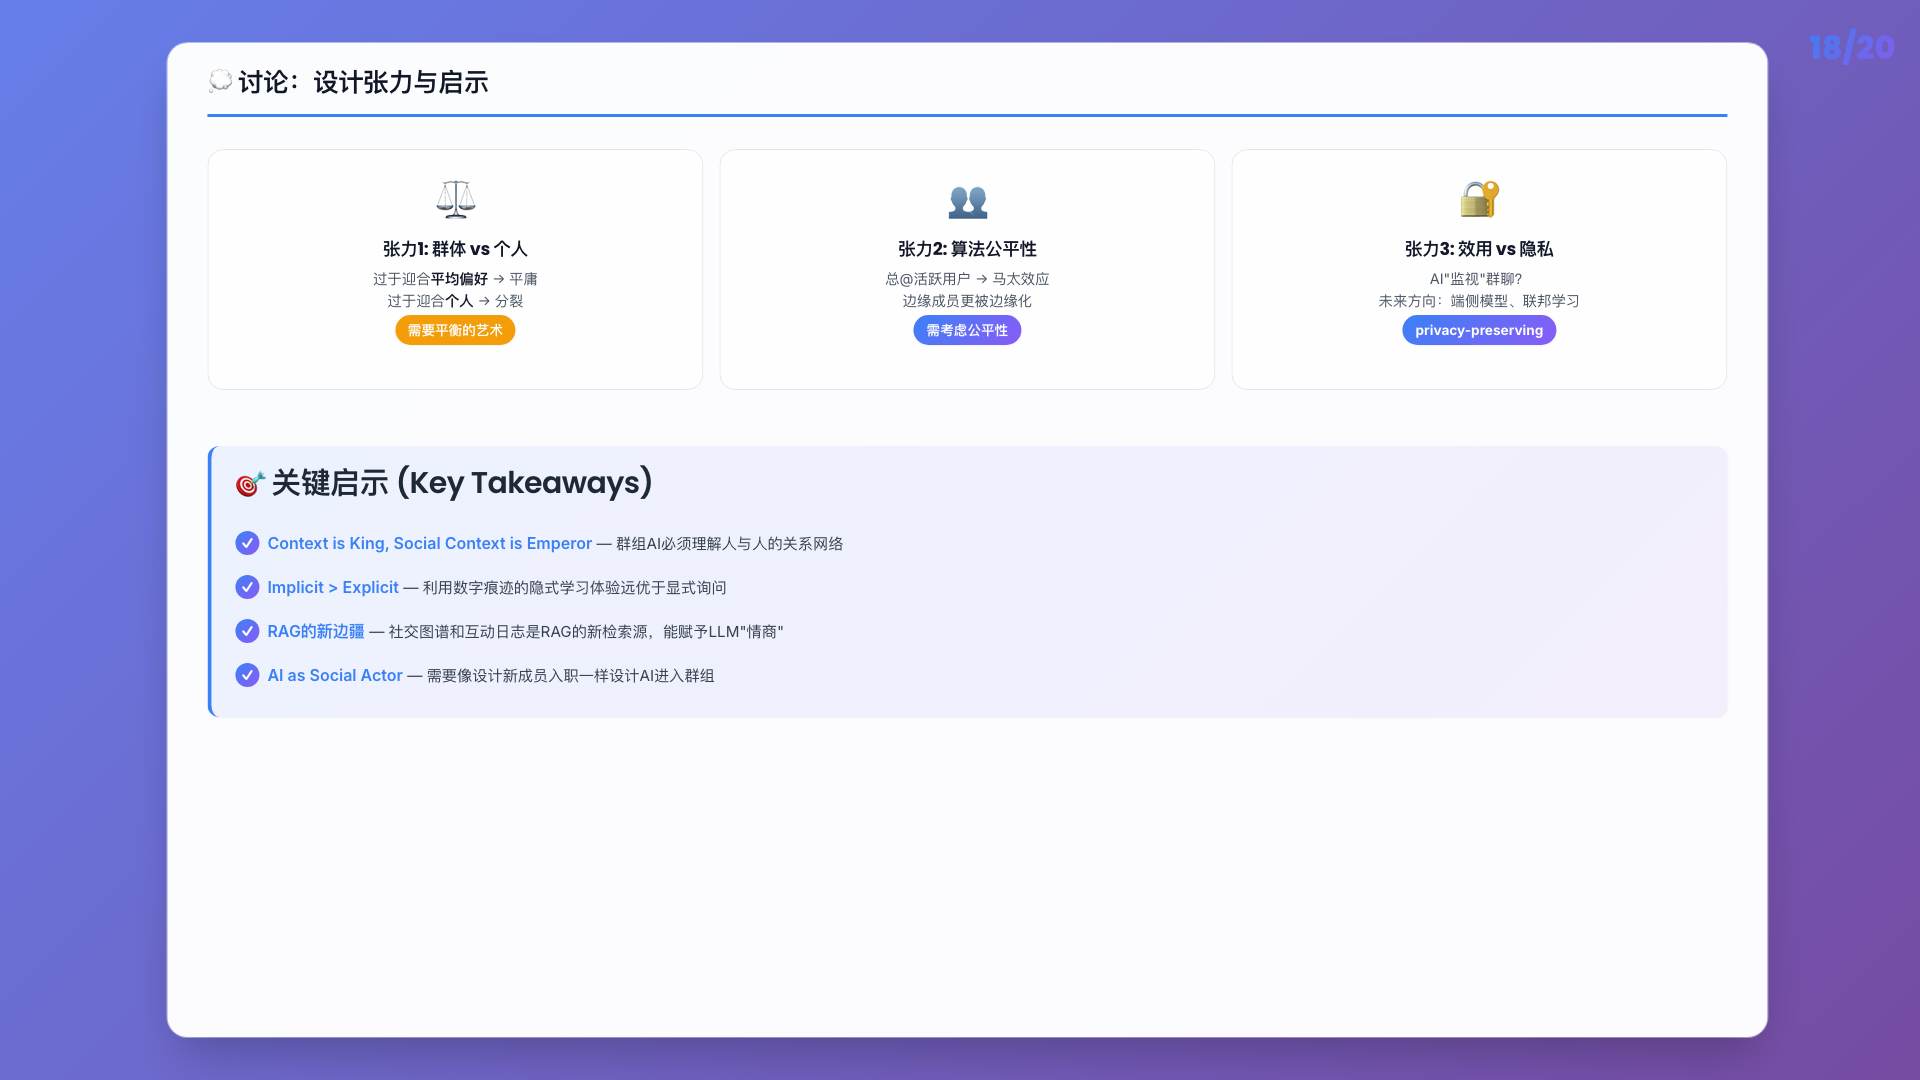 18/20
讨论：设计张力与启示
张力1: 群体 vs 个人
过于迎合平均偏好 → 平庸
过于迎合个人 → 分裂
需要平衡的艺术
张力2: 算法公平性
总@活跃用户 → 马太效应
边缘成员更被边缘化
需考虑公平性
张力3: 效用 vs 隐私
AI"监视"群聊?
未来方向：端侧模型、联邦学习
privacy-preserving
关键启示 (Key Takeaways)
Context is King, Social Context is Emperor — 群组AI必须理解人与人的关系网络
Implicit > Explicit — 利用数字痕迹的隐式学习体验远优于显式询问
RAG的新边疆 — 社交图谱和互动日志是RAG的新检索源，能赋予LLM"情商"
AI as Social Actor — 需要像设计新成员入职一样设计AI进入群组